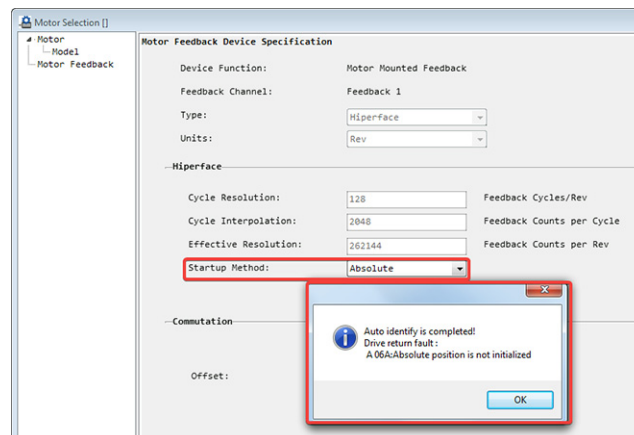 Motor Selection []
Motor
Model
Motor Feedback
Motor Feedback Device Specification
Device Function: Motor Mounted Feedback
Feedback Channel: Feedback 1
Type: Hiperface
Units: Rev
Hiperface
Cycle Resolution: 128 Feedback Cycles/Rev
Cycle Interpolation: 2048 Feedback Counts per Cycle
Effective Resolution: 262144 Feedback Counts per Rev
Startup Method: Absolute
Commutation
Offset:
Auto identify is completed!
Drive return fault :
A 06A:Absolute position is not initialized
OK